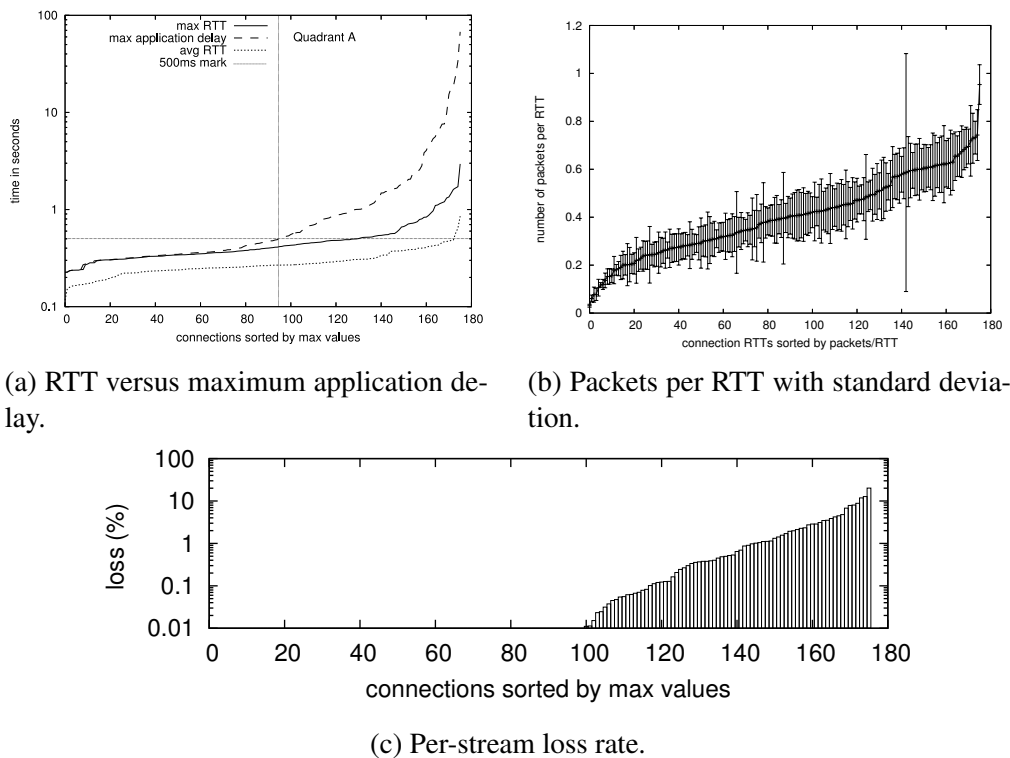 max RTT
max application delay
avg RTT
500ms mark
Quadrant A
time in seconds
100
10
1
0.1
0 20 40 60 80 100 120 140 160 180
connections sorted by max values
number of packets per RTT
1.2
1
0.8
0.6
0.4
0.2
0
0 20 40 60 80 100 120 140 160 180
connection RTTs sorted by packets/RTT
(a) RTT versus maximum application de-
lay.
(b) Packets per RTT with standard devia-
tion.
loss (%)
100
10
1
0.1
0.01
0 20 40 60 80 100 120 140 160 180
connections sorted by max values
(c) Per-stream loss rate.